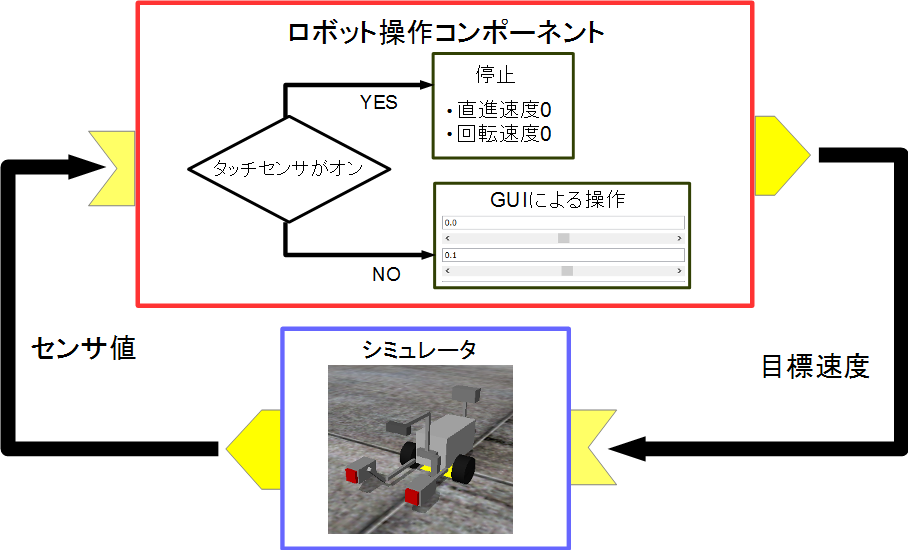 ロボット操作コンポーネント
停止
YES
・直進速度0
・回転速度0
タッチセンサがオン
GUIによる操作
0.0
0.1
NO
センサ値
シミュレータ
目標速度